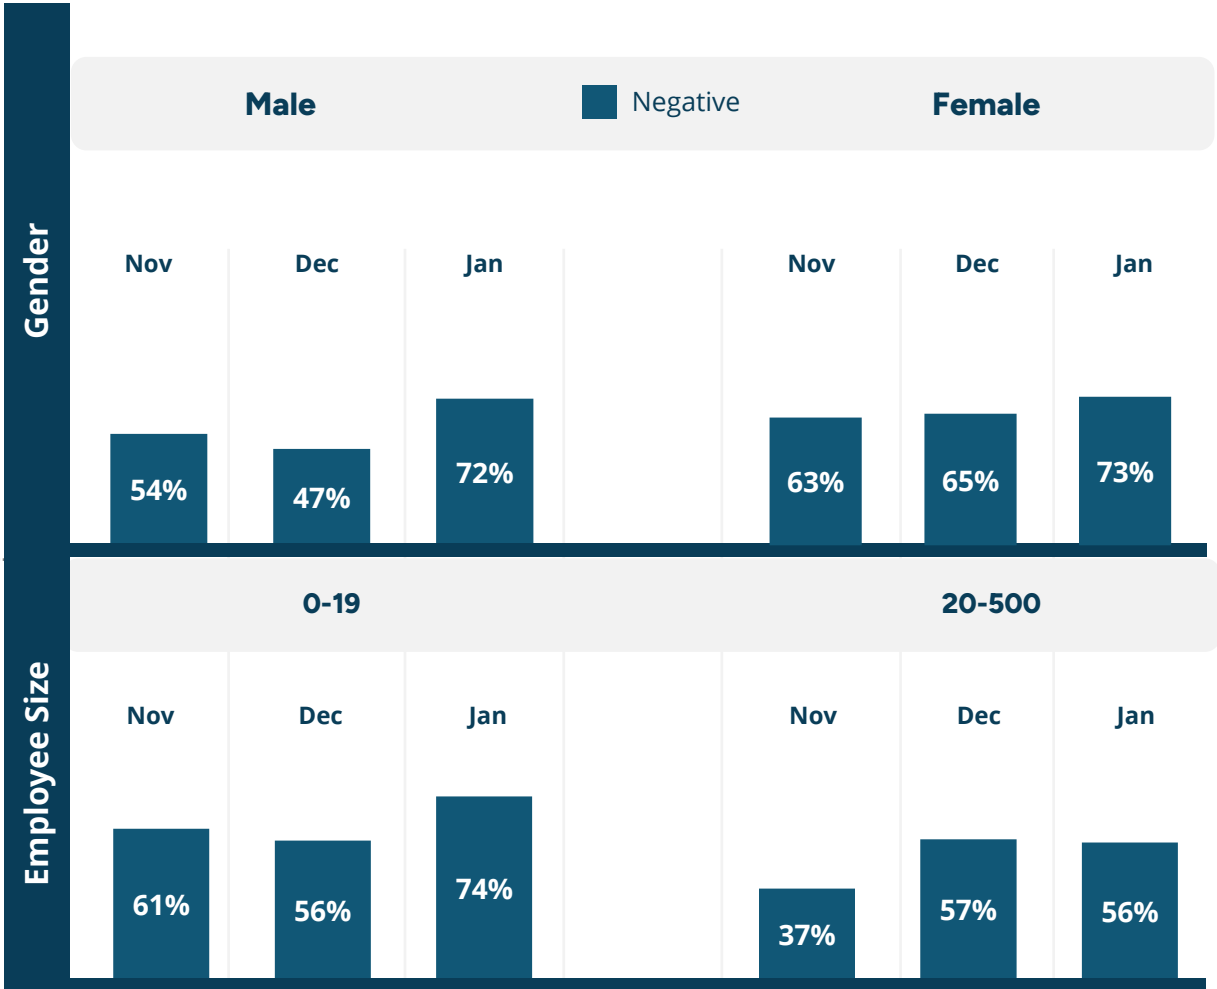 Gender
Male
Negative
Female
Nov
Dec
Jan
Nov
Dec
Jan
54%
47%
72%
63%
65%
73%
Employee Size
0-19
20-500
Nov
Dec
Jan
Nov
Dec
Jan
61%
56%
74%
37%
57%
56%